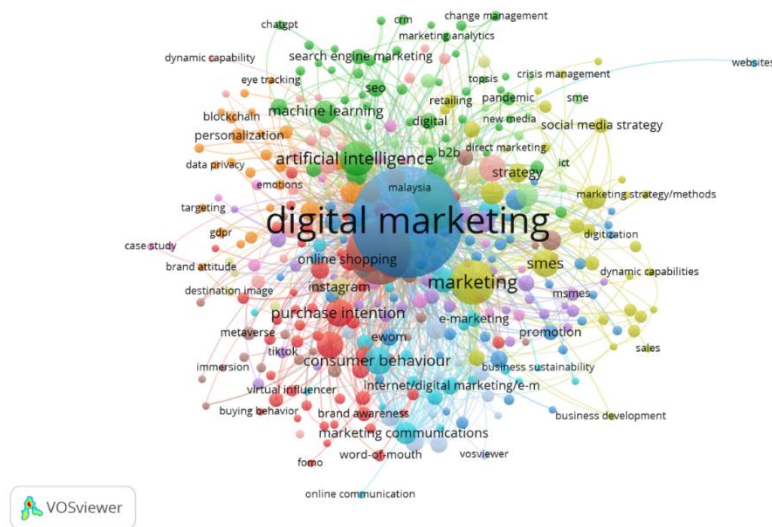 chatgpt
crm
change management
marketing analytics
dynamic capability
search engine marketing
websites
eye tracking
seo
topsis
crisis management
blockchain
machine learning
retailing
pandemic
sme
personalization
digital
new media
social media strategy
data privacy
artificial intelligence
b2b
direct marketing
ict
emotions
malaysia
strategy
marketing strategy/methods
targeting
digital marketing
gdpr
digitization
case study
online shopping
smes
brand attitude
dynamic capabilities
destination image
instagram
marketing
msmes
purchase intention
e-marketing
metaverse
ewom
promotion
tiktok
sales
immersion
consumer behaviour
business sustainability
virtual influencer
internet/digital marketing/e-m
buying behavior
brand awareness
business development
marketing communications
fomo
word-of-mouth
vosviewer
online communication
VOSviewer